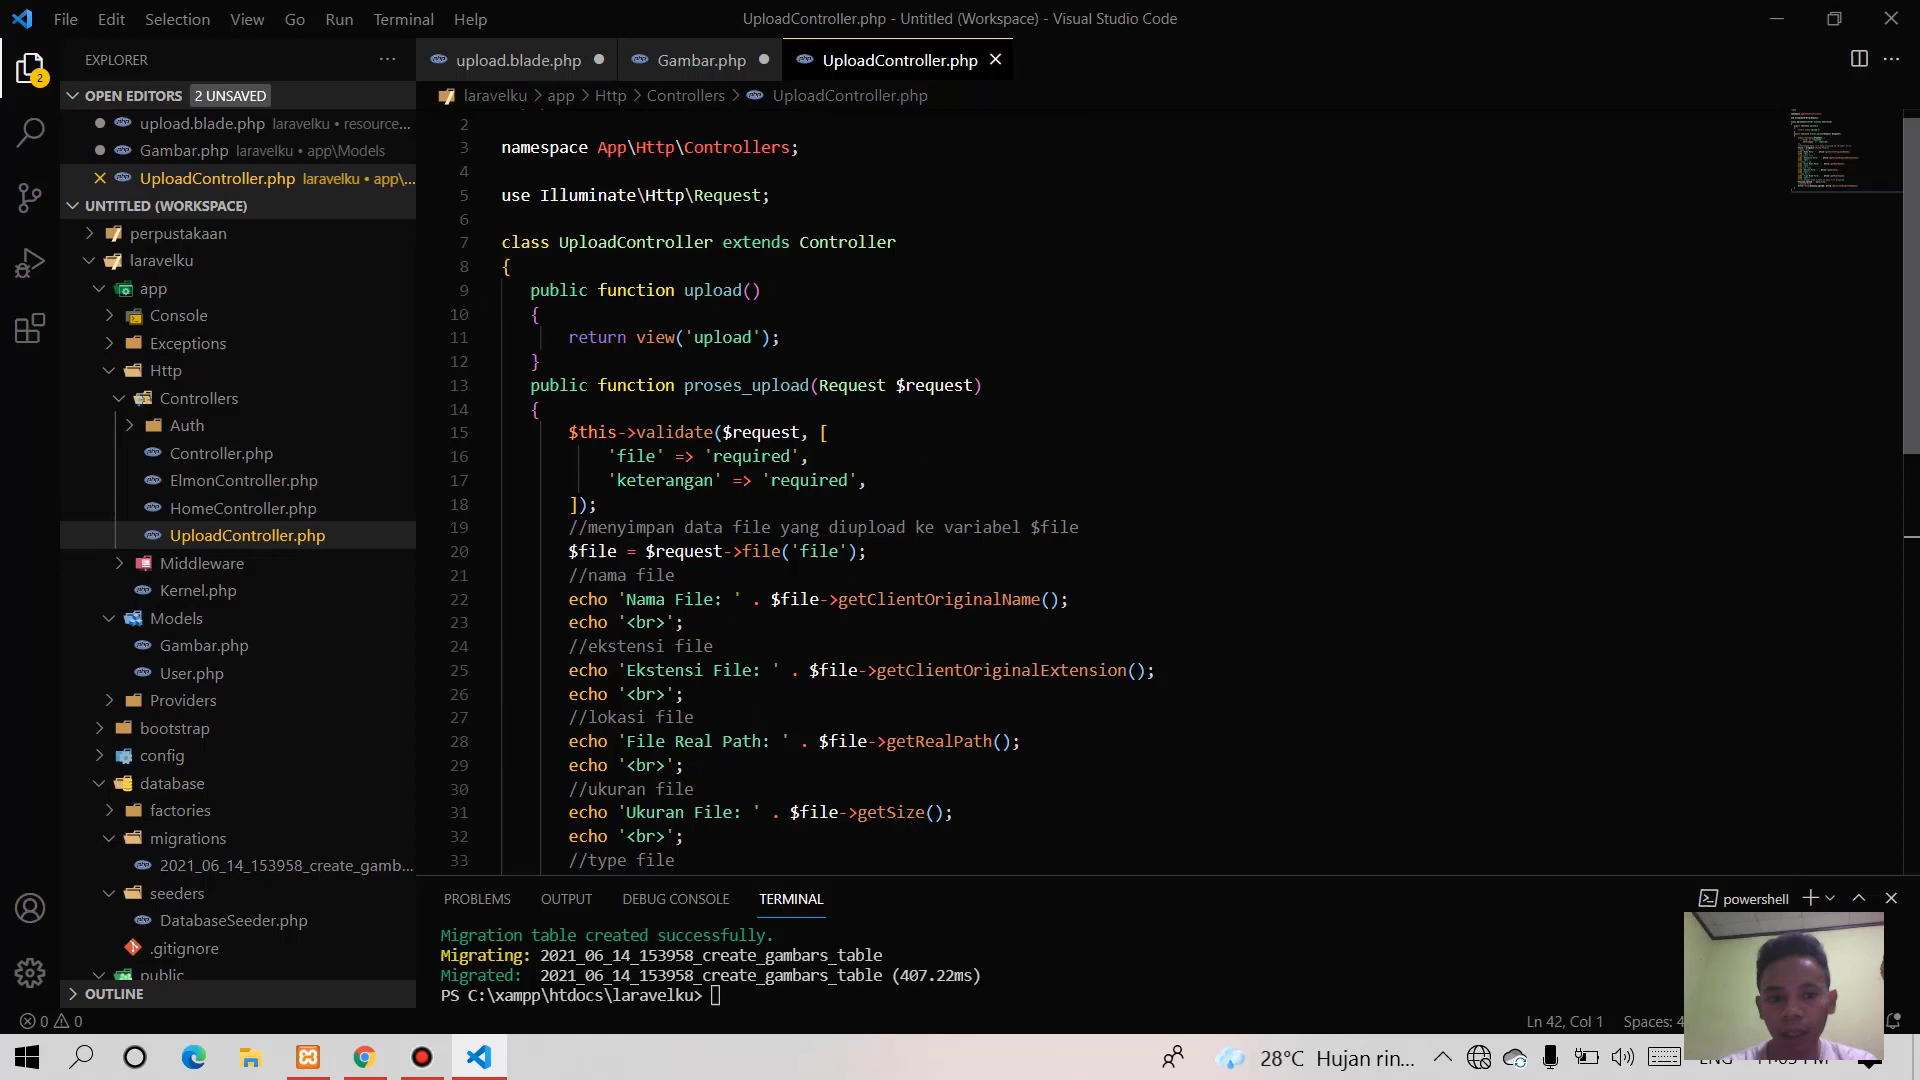 File Edit Selection View Go Run Terminal Help
UploadController.php - Untitled (Workspace) - Visual Studio Code
2
EXPLORER
OPEN EDITORS 2 UNSAVED
upload.blade.php laravelku • resource...
Gambar.php laravelku • app\Models
UploadController.php laravelku • app\...
UNTITLED (WORKSPACE)
perpustakaan
laravelku
app
Console
Exceptions
Http
Controllers
Auth
Controller.php
ElmonController.php
HomeController.php
UploadController.php
Middleware
Kernel.php
Models
Gambar.php
User.php
Providers
bootstrap
config
database
factories
migrations
2021_06_14_153958_create_gamb...
seeders
DatabaseSeeder.php
.gitignore
public
OUTLINE
upload.blade.php Gambar.php UploadController.php
laravelku > app > Http > Controllers > UploadController.php
2
3 namespace App\Http\Controllers;
4
5 use Illuminate\Http\Request;
6
7 class UploadController extends Controller
8 {
9 public function upload()
10 {
11 return view('upload');
12 }
13 public function proses_upload(Request $request)
14 {
15 $this->validate($request, [
16 'file' => 'required',
17 'keterangan' => 'required',
18 ]);
19 //menyimpan data file yang diupload ke variabel $file
20 $file = $request->file('file');
21 //nama file
22 echo 'Nama File: ' . $file->getClientOriginalName();
23 echo '<br>';
24 //ekstensi file
25 echo 'Ekstensi File: ' . $file->getClientOriginalExtension();
26 echo '<br>';
27 //lokasi file
28 echo 'File Real Path: ' . $file->getRealPath();
29 echo '<br>';
30 //ukuran file
31 echo 'Ukuran File: ' . $file->getSize();
32 echo '<br>';
33 //type file
PROBLEMS OUTPUT DEBUG CONSOLE TERMINAL
powershell
Migration table created successfully.
Migrating: 2021_06_14_153958_create_gambars_table
Migrated: 2021_06_14_153958_create_gambars_table (407.22ms)
PS C:\xampp\htdocs\laravelku>
0 0
Ln 42, Col 1 Spaces: 4
28°C Hujan rin...